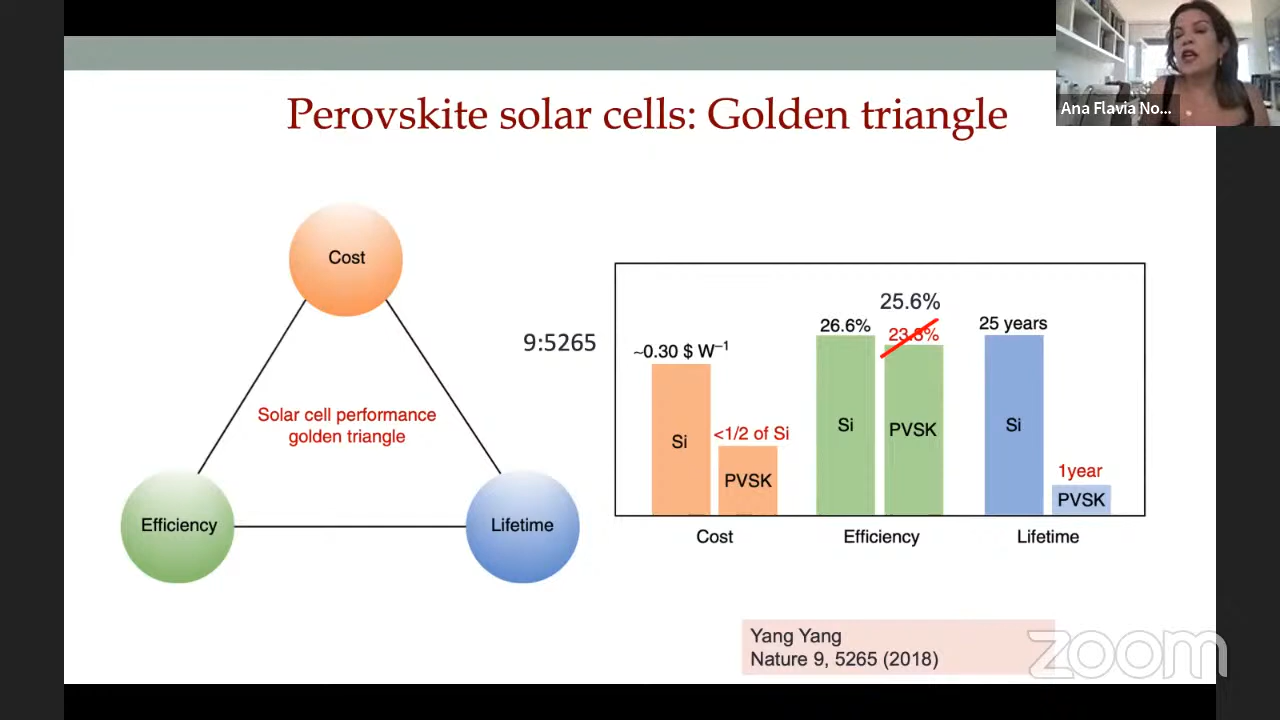 Ana Flavia No...
Perovskite solar cells: Golden triangle
Cost
Solar cell performance
golden triangle
Efficiency
Lifetime
9:5265
~0.30 $ W⁻¹
<1/2 of Si
Si
PVSK
Cost
26.6%
25.6%
23.3%
Si
PVSK
Efficiency
25 years
1year
Si
PVSK
Lifetime
Yang Yang
Nature 9, 5265 (2018)
zoom